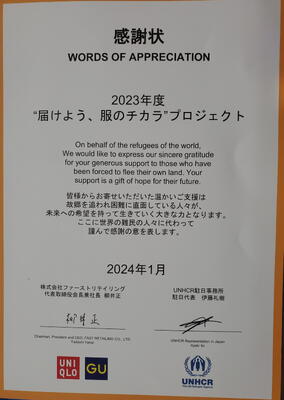 感謝状
WORDS OF APPRECIATION
2023年度
“届けよう、服のチカラ”プロジェクト
On behalf of the refugees of the world,
We would like to express our sincere gratitude
for your generous support to those who have
been forced to flee their own land. Your
support is a gift of hope for their future.
皆様からお寄せいただいた温かいご支援は
故郷を追われ困難に直面している人々が、
未来への希望を持って生きていく大きな力となります。
ここに世界の難民の人々に代わって
謹んで感謝の意を表します。
2024年1月
株式会社ファーストリテイリング
代表取締役会長兼社長 柳井正
UNHCR駐日事務所
駐日代表 伊藤礼樹
柳井正
Chairman, President and CEO, FAST RETAILING CO., LTD.
Tadashi Yanai
UNHCR Representation in Japan
Ayaki Ito
UNI
QLO
GU
UNHCR
The UN Refugee Agency